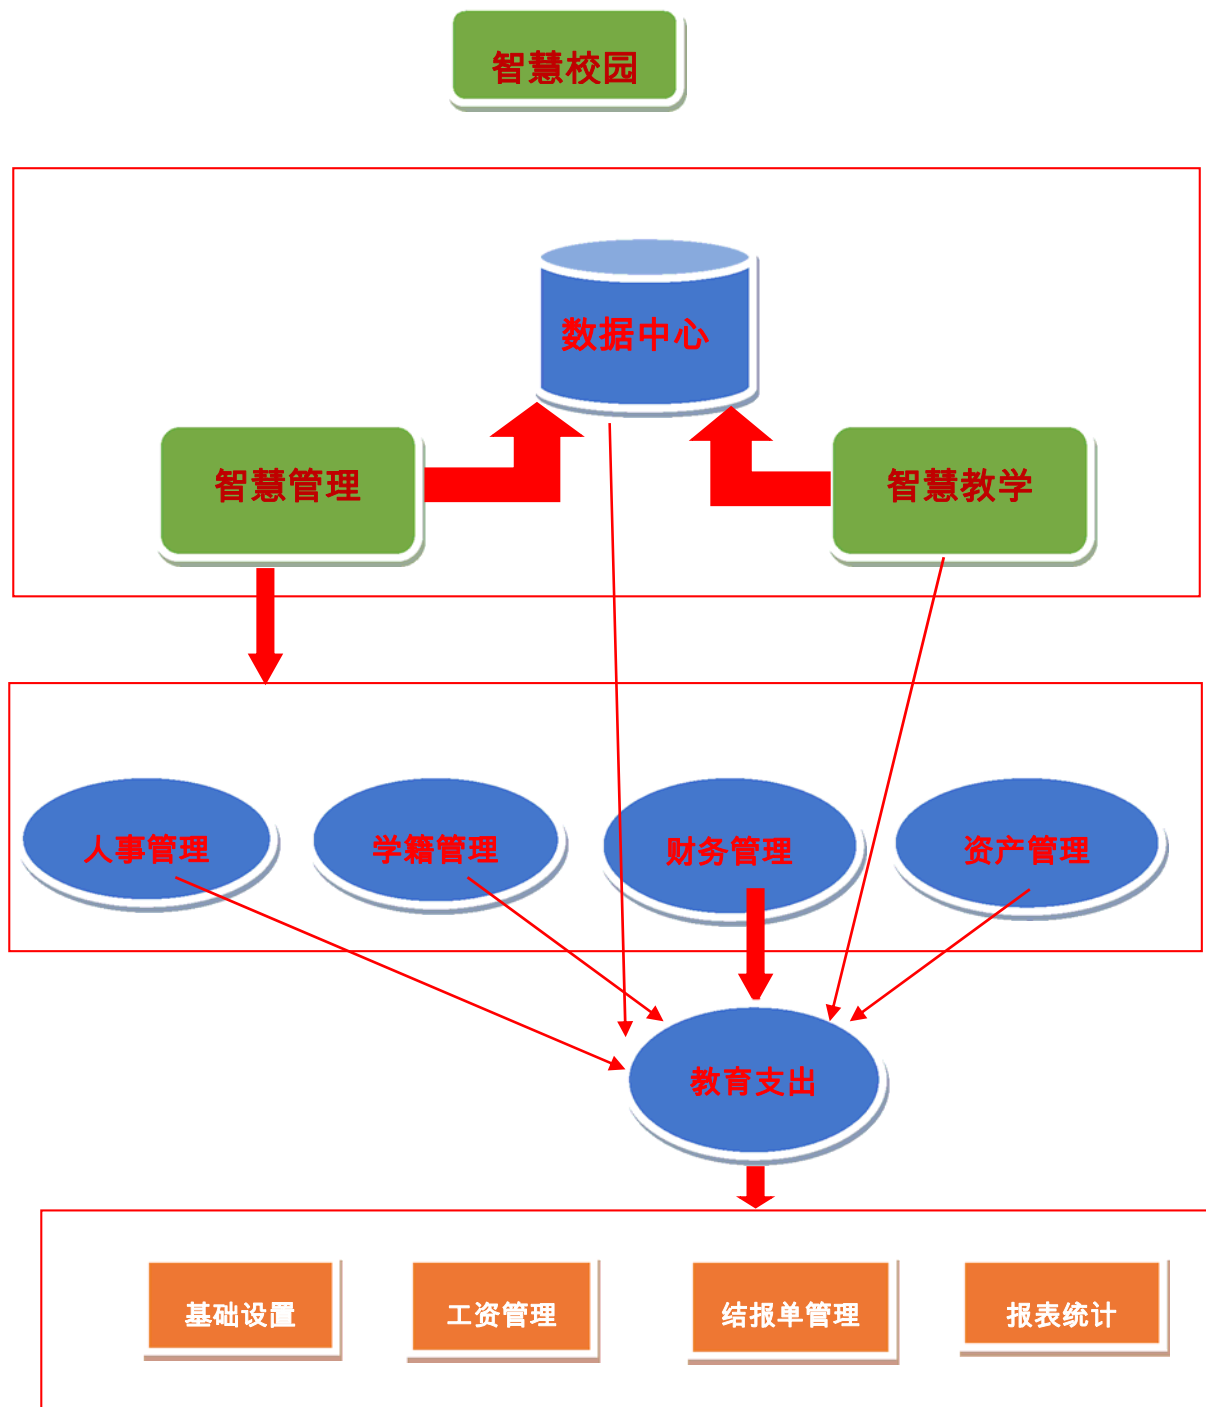 智慧校园
数据中心
智慧管理
智慧教学
人事管理
学籍管理
财务管理
资产管理
教育支出
基础设置
工资管理
结报单管理
报表统计